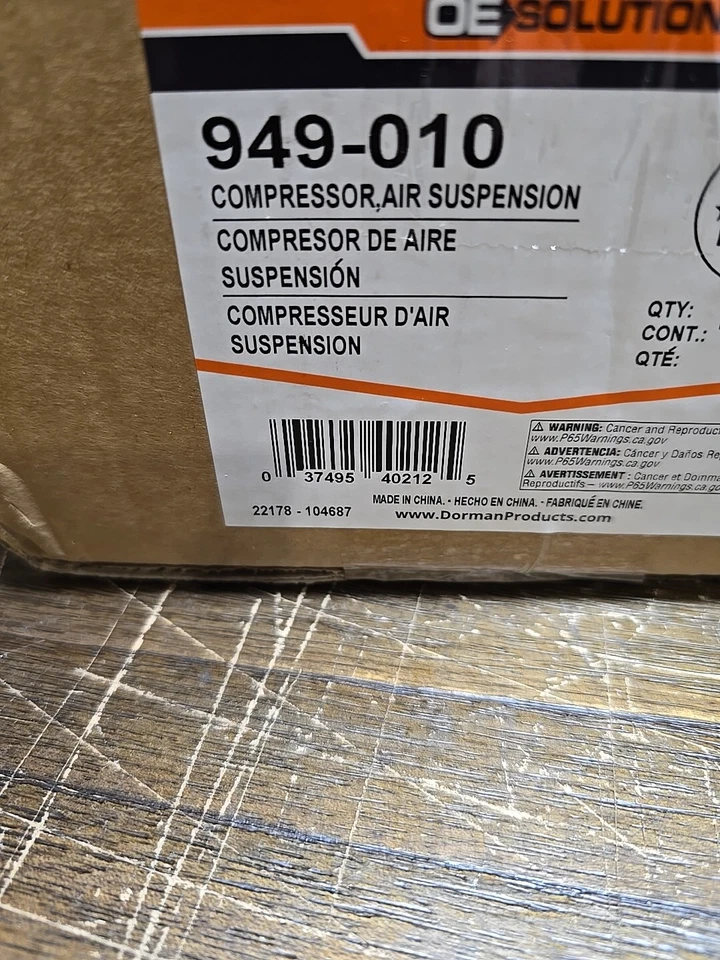 OE SOLUTION
949-010
COMPRESSOR,AIR SUSPENSION
COMPRESOR DE AIRE
SUSPENSIÓN
COMPRESSEUR D'AIR
SUSPENSION
QTY:
CONT.:
QTÉ:
0 37495 40212 5
⚠ WARNING: Cancer and Reproduct
www.P65Warnings.ca.gov
⚠ ADVERTENCIA: Cáncer y Daños Re
www.P65Warnings.ca.gov
⚠ AVERTISSEMENT : Cancer et Domma
Reproductifs – www.P65Warnings.ca.go
MADE IN CHINA. - HECHO EN CHINA. - FABRIQUÉ EN CHINE.
22178 - 104687
www.DormanProducts.com